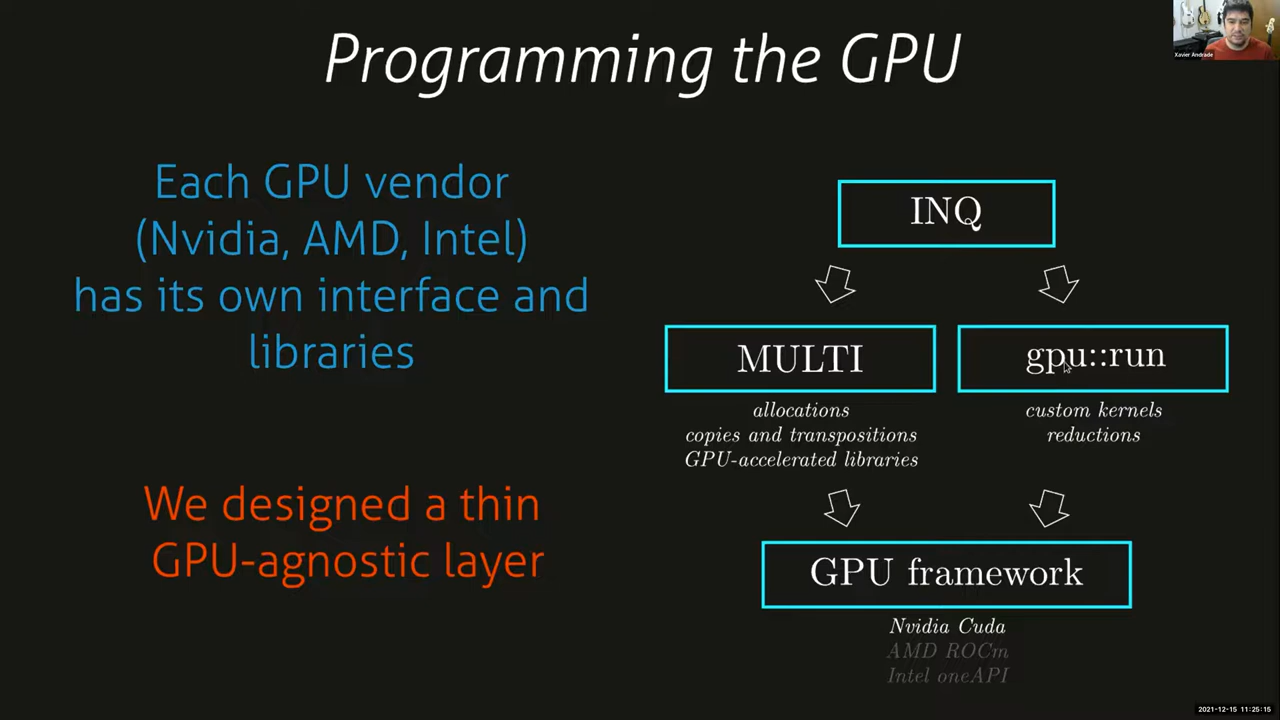 Programming the GPU
Xavier Andrade
Each GPU vendor
(Nvidia, AMD, Intel)
has its own interface and
libraries
We designed a thin
GPU-agnostic layer
INQ
MULTI
allocations
copies and transpositions
GPU-accelerated libraries
gpu::run
custom kernels
reductions
GPU framework
Nvidia Cuda
AMD ROCm
Intel oneAPI
2021-12-15 11:25:15